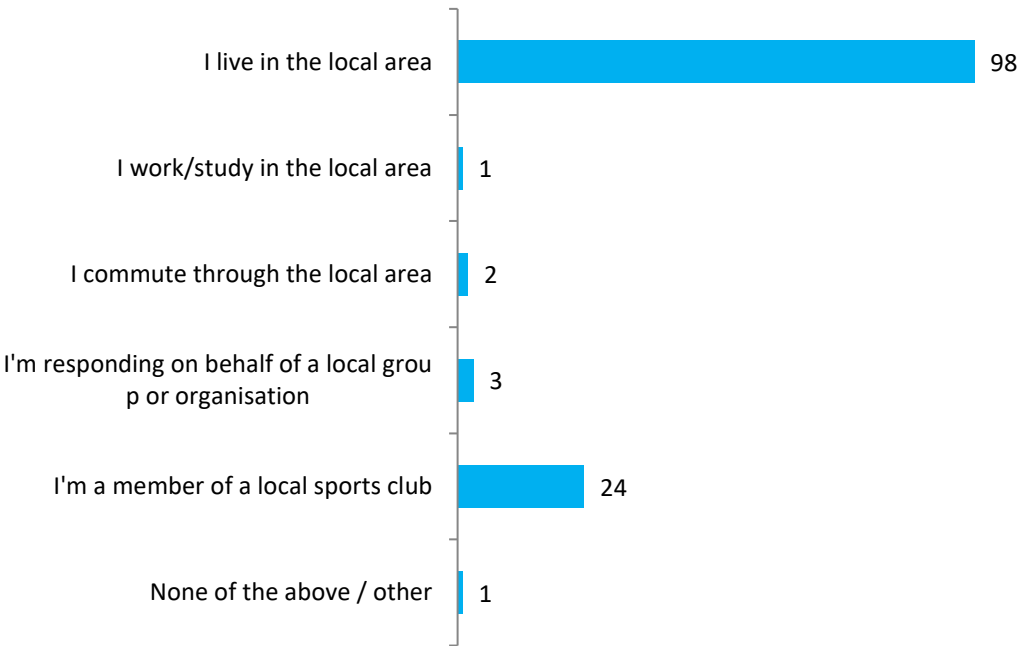 I live in the local area
98
I work/study in the local area
1
I commute through the local area
2
I'm responding on behalf of a local grou
p or organisation
3
I'm a member of a local sports club
24
None of the above / other
1